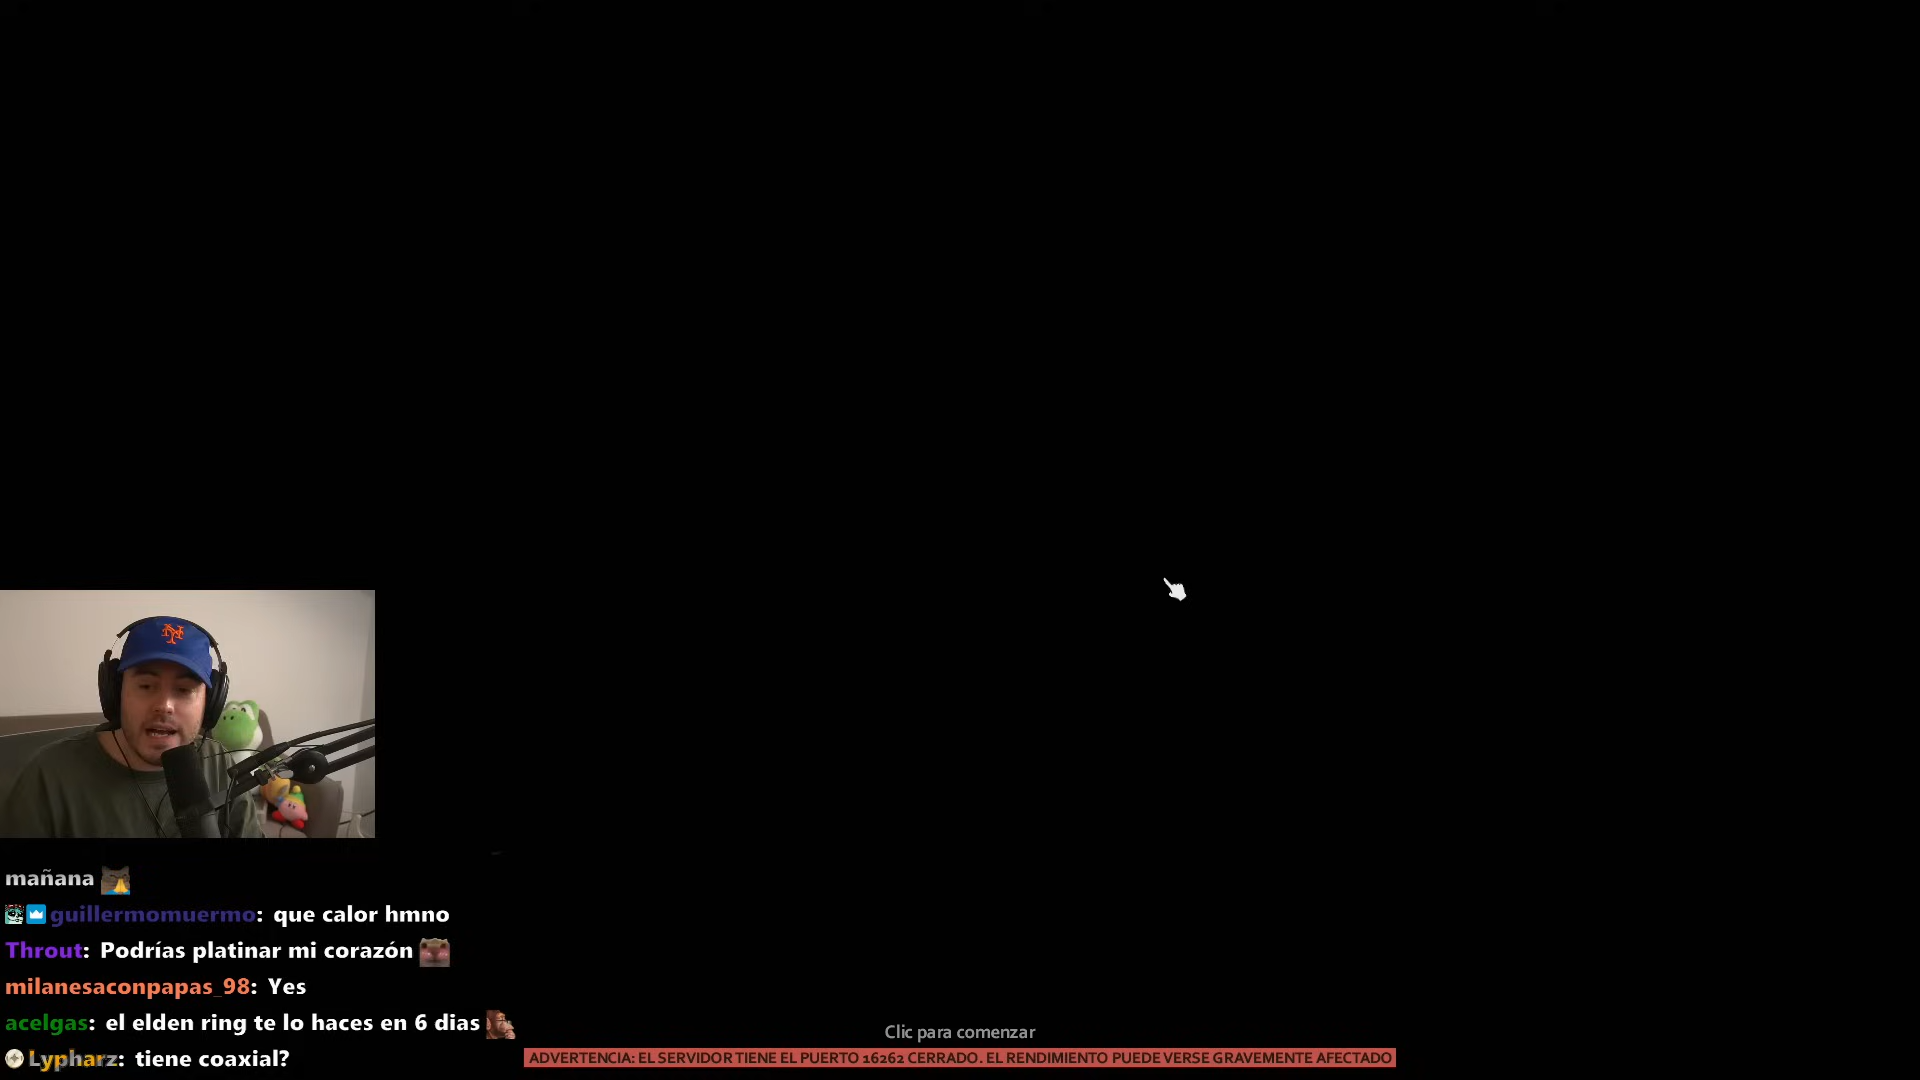 NY
mañana
guillermomuermo: que calor hmno
Throut: Podrías platinar mi corazón
milanesaconpapas_98: Yes
acelgas: el elden ring te lo haces en 6 dias
Lypharz: tiene coaxial?
Clic para comenzar
ADVERTENCIA: EL SERVIDOR TIENE EL PUERTO 16262 CERRADO. EL RENDIMIENTO PUEDE VERSE GRAVEMENTE AFECTADO